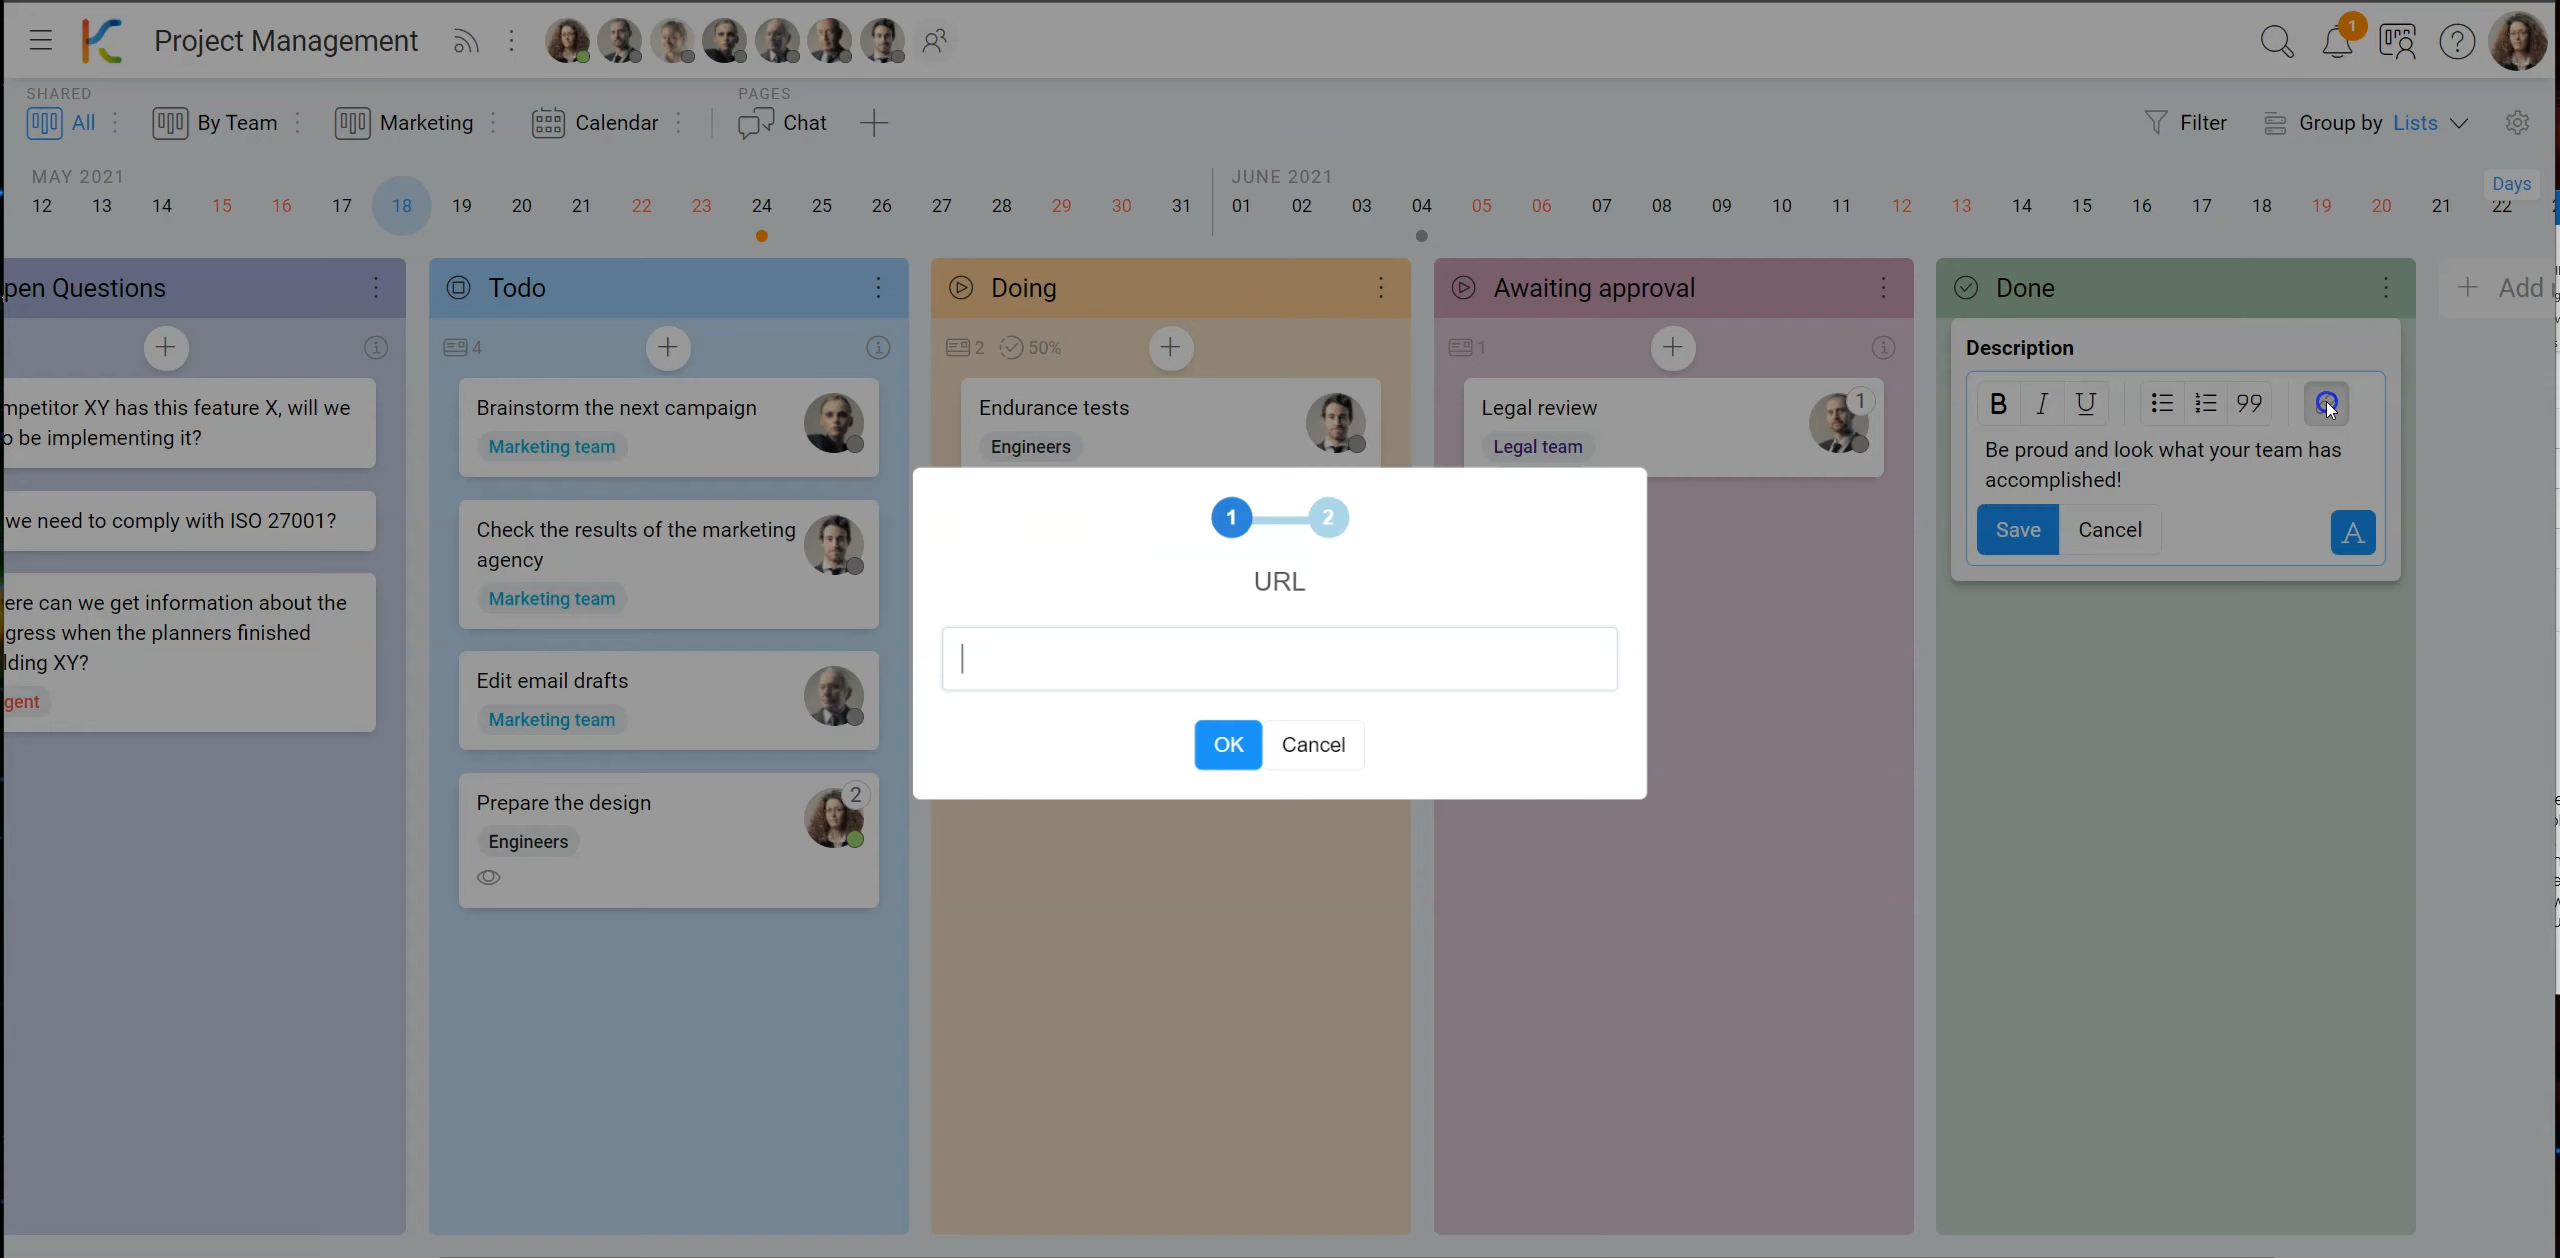 Project Management
1
SHARED
PAGES
All
By Team
Marketing
Calendar
Chat
Filter
Group by Lists
MAY 2021
JUNE 2021
Days
12 13 14 15 16 17 18 19 20 21 22 23 24 25 26 27 28 29 30 31 01 02 03 04 05 06 07 08 09 10 11 12 13 14 15 16 17 18 19 20 21 22
pen Questions
mpetitor XY has this feature X, will we
o be implementing it?
we need to comply with ISO 27001?
ere can we get information about the
gress when the planners finished
lding XY?
gent
Todo
4
Brainstorm the next campaign
Marketing team
Check the results of the marketing
agency
Marketing team
Edit email drafts
Marketing team
Prepare the design
2
Engineers
Doing
2 50%
Endurance tests
Engineers
Awaiting approval
1
Legal review
1
Legal team
Done
Description
B I U 99
Be proud and look what your team has
accomplished!
Save Cancel A
+ Add
1 2
URL
OK Cancel